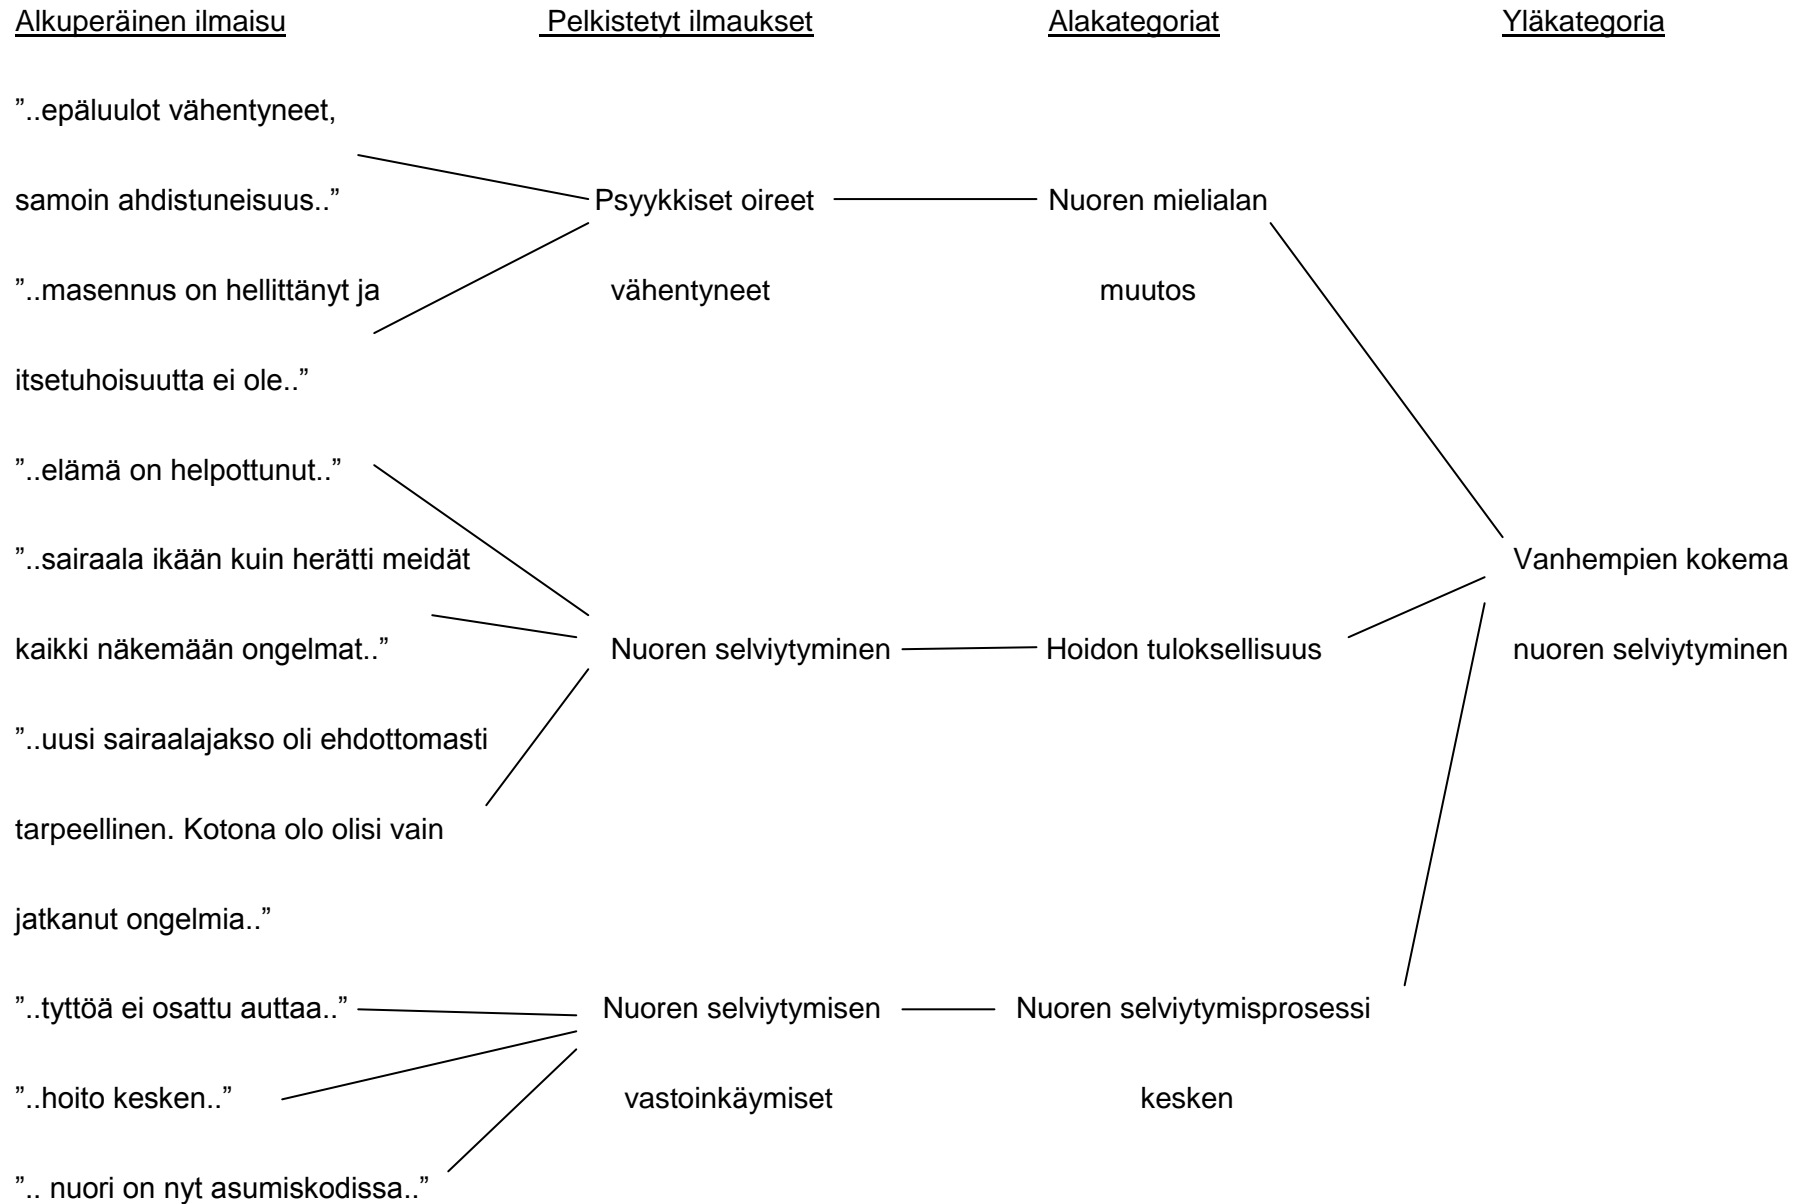 Alkuperäinen ilmaisu Pelkistetyt ilmaukset Alakategoriat Yläkategoria
”..epäluulot vähentyneet,
samoin ahdistuneisuus..” Psyykkiset oireet Nuoren mielialan
”..masennus on hellittänyt ja vähentyneet muutos
itsetuhoisuutta ei ole..”
”..elämä on helpottunut..”
”..sairaala ikään kuin herätti meidät Vanhempien kokema
kaikki näkemään ongelmat..” Nuoren selviytyminen Hoidon tuloksellisuus nuoren selviytyminen
”..uusi sairaalajakso oli ehdottomasti
tarpeellinen. Kotona olo olisi vain
jatkanut ongelmia..”
”..tyttöä ei osattu auttaa..” Nuoren selviytymisen Nuoren selviytymisprosessi
”..hoito kesken..” vastoinkäymiset kesken
”.. nuori on nyt asumiskodissa..”